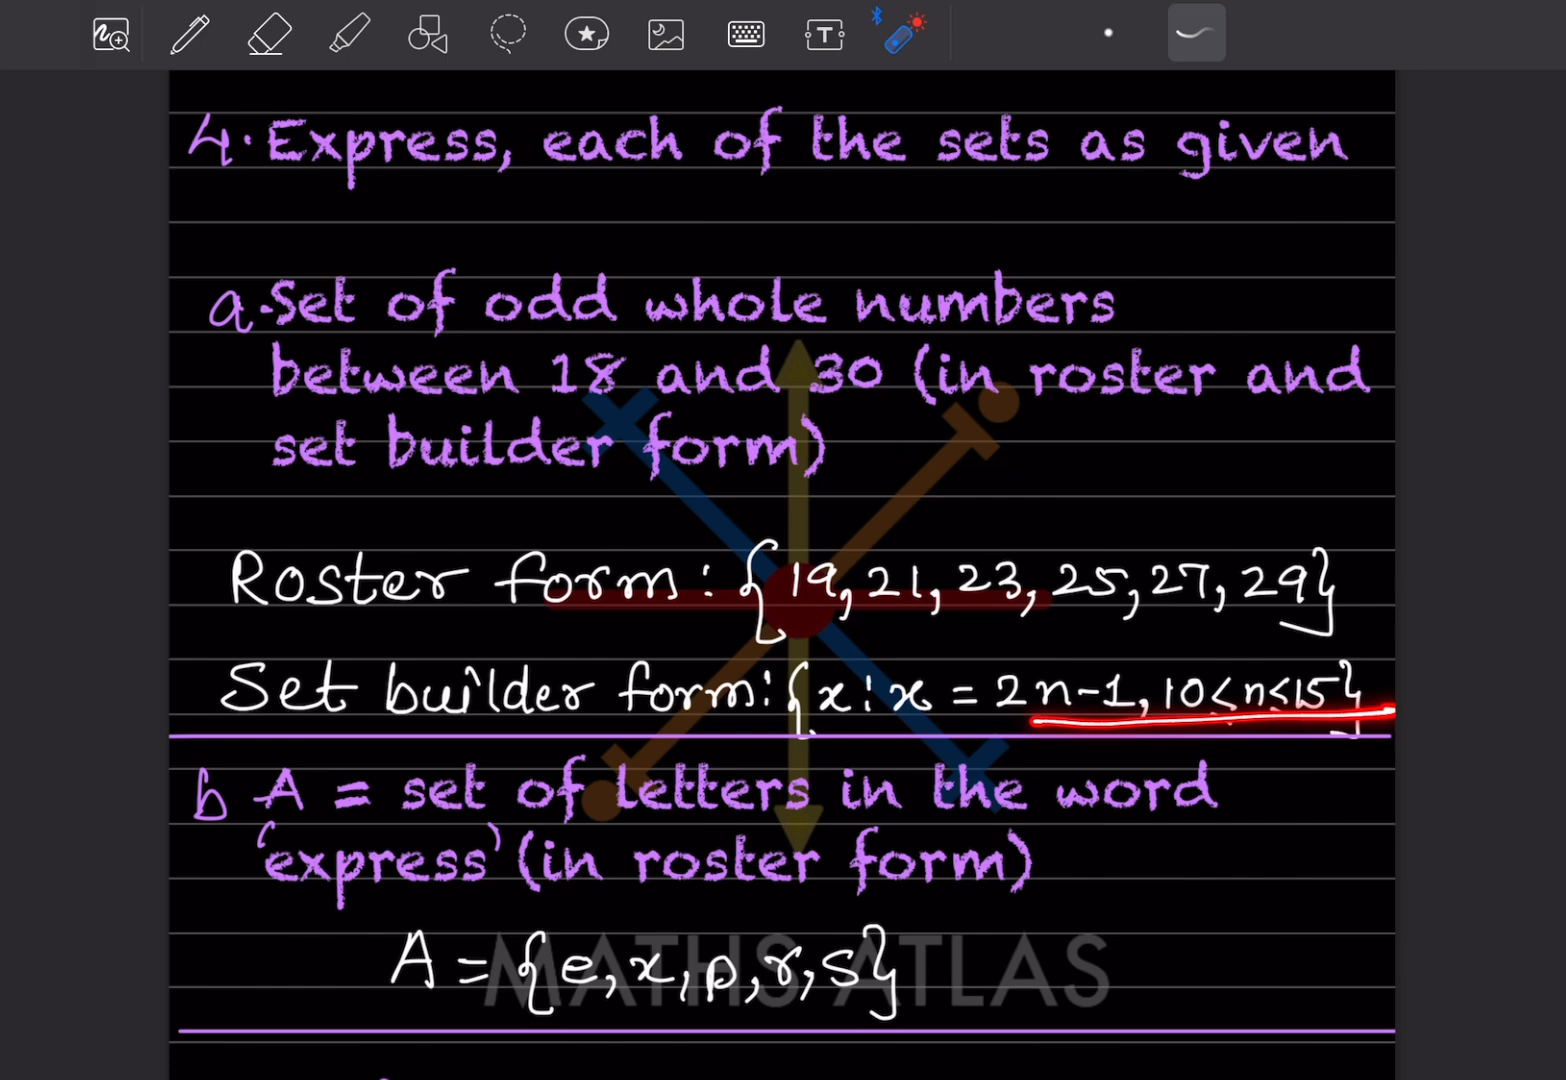 4. Express, each of the sets as given
a. Set of odd whole numbers
between 18 and 30 (in roster and
set builder form)
Roster form: {19, 21, 23, 25, 27, 29}
Set builder form: {x : x = 2n-1, 10≤n≤15}
b A = set of letters in the word
'express' (in roster form)
A = {e, x, p, r, s}
MATHS ATLAS